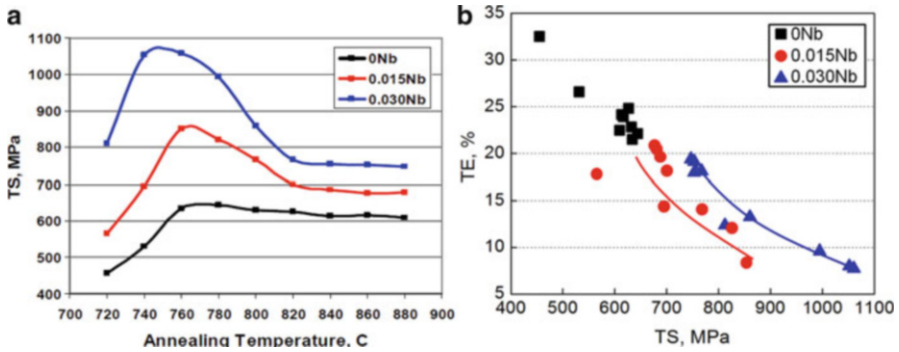 a
1100
1000
900
800
700
600
500
400
TS, MPa
0Nb
0.015Nb
0.030Nb
700 720 740 760 780 800 820 840 860 880 900
Annealing Temperature, C
b
35
30
25
20
15
10
5
TE, %
0Nb
0.015Nb
0.030Nb
400 500 600 700 800 900 1000 1100
TS, MPa